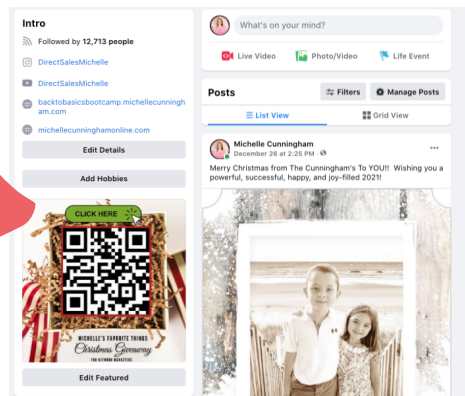 Intro
Followed by 12,713 people
DirectSalesMichelle
DirectSalesMichelle
backtobasicsbootcamp.michellecunningh
am.com
michellecunninghamonline.com
Edit Details
Add Hobbies
CLICK HERE
MICHELLE'S FAVORITE THINGS
Christmas Giveaway
FOR NETWORK MARKETERS
Edit Featured
What's on your mind?
Live Video
Photo/Video
Life Event
Posts
Filters
Manage Posts
List View
Grid View
Michelle Cunningham
December 26 at 2:25 PM ·
Merry Christmas from The Cunningham's To YOU!! Wishing you a
powerful, successful, happy, and joy-filled 2021!